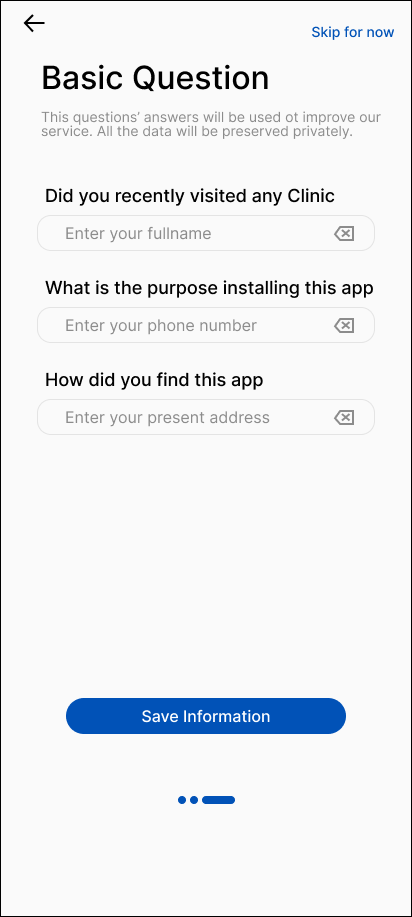 Skip for now
Basic Question
This questions’ answers will be used ot improve our
service. All the data will be preserved privately.
Did you recently visited any Clinic
Enter your fullname
What is the purpose installing this app
Enter your phone number
How did you find this app
Enter your present address
Save Information